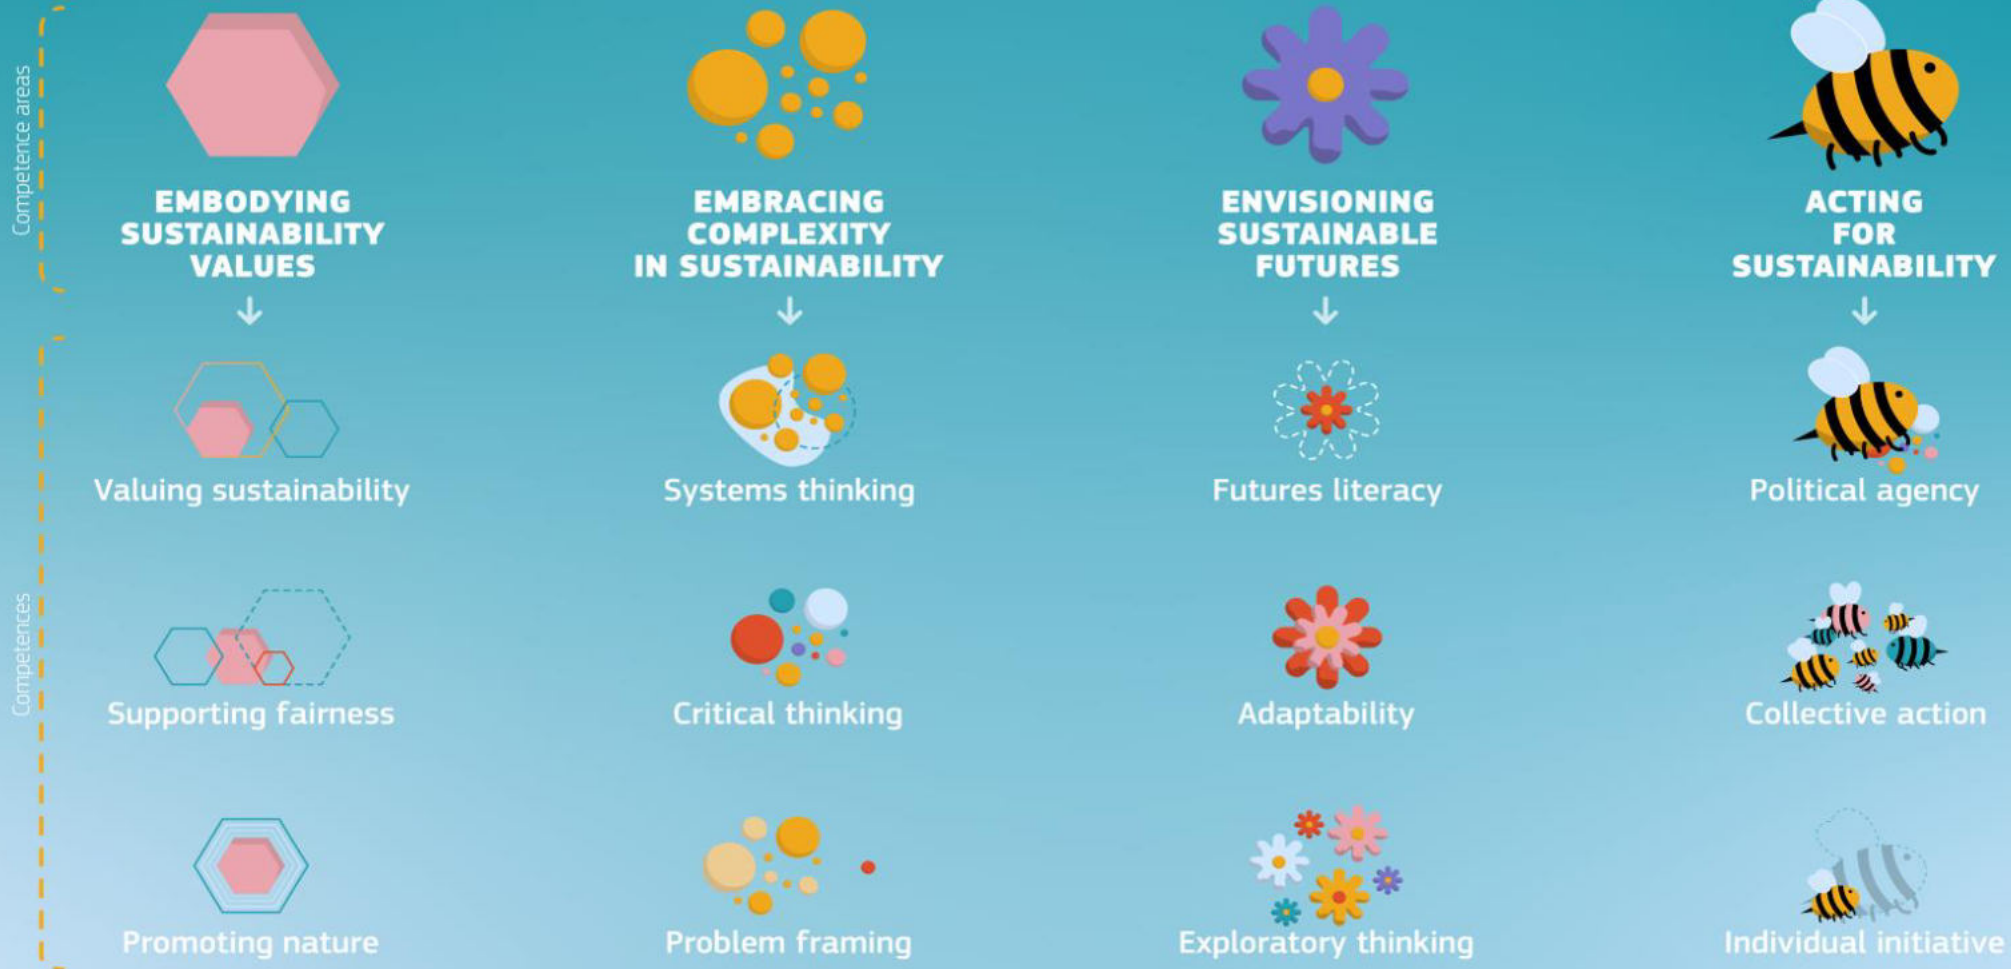 Competence areas
EMBODYING
SUSTAINABILITY
VALUES
EMBRACING
COMPLEXITY
IN SUSTAINABILITY
ENVISIONING
SUSTAINABLE
FUTURES
ACTING
FOR
SUSTAINABILITY
Competences
Valuing sustainability
Systems thinking
Futures literacy
Political agency
Supporting fairness
Critical thinking
Adaptability
Collective action
Promoting nature
Problem framing
Exploratory thinking
Individual initiative